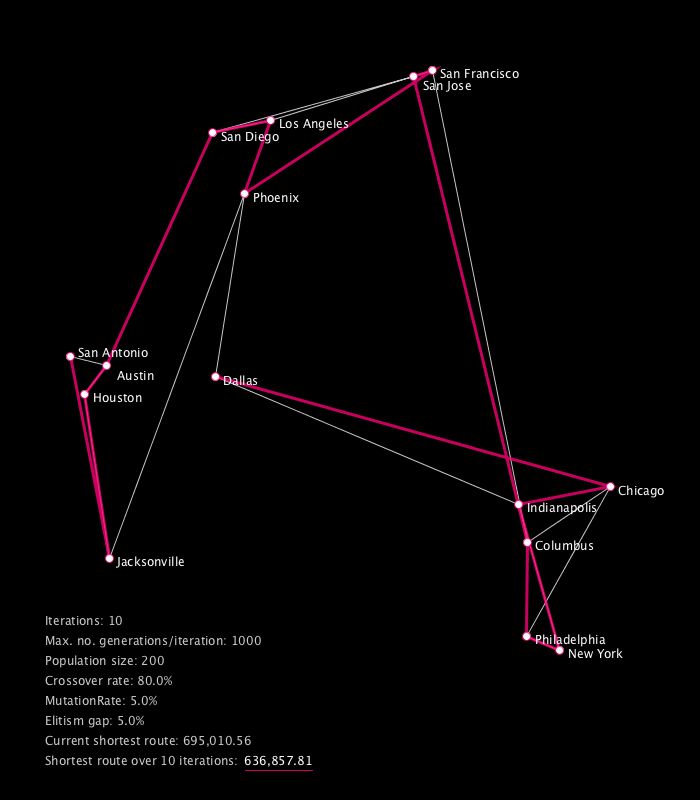 San Francisco
San Jose
Los Angeles
San Diego
Phoenix
San Antonio
Austin
Dallas
Houston
Chicago
Indianapolis
Columbus
Jacksonville
Philadelphia
New York
Iterations: 10
Max. no. generations/iteration: 1000
Population size: 200
Crossover rate: 80.0%
MutationRate: 5.0%
Elitism gap: 5.0%
Current shortest route: 695,010.56
Shortest route over 10 iterations: 636,857.81